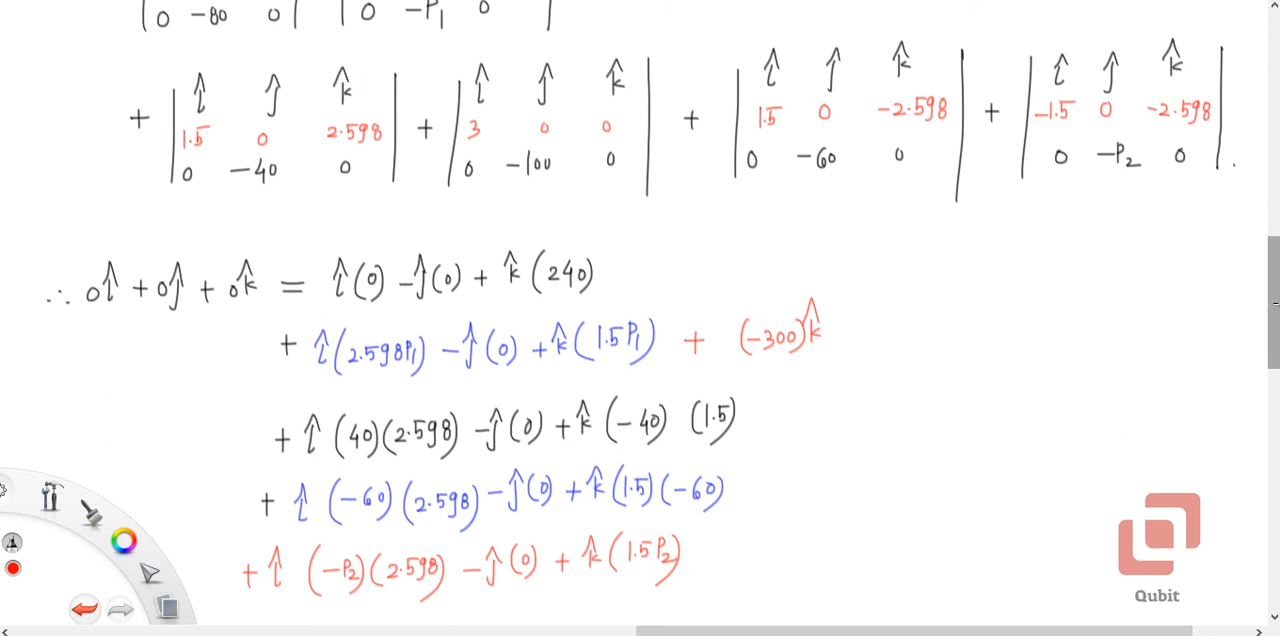 | 0 -80 0 | | 0 -P₁ 0 |
+ | î ĵ k̂ | + | î ĵ k̂ | + | î ĵ k̂ | + | î ĵ k̂ |
1.5 0 2.598 3 0 0 1.5 0 -2.598 -1.5 0 -2.598
0 -40 0 0 -100 0 0 -60 0 0 -P₂ 0 .
∴ 0î + 0ĵ + 0k̂ = î(0) -ĵ(0) + k̂(240)
+ î(2.598P₁) -ĵ(0) + k̂(1.5P₁) + (-300)k̂
+ î(40)(2.598) -ĵ(0) + k̂(-40) (1.5)
+ î(-60)(2.598) -ĵ(0) + k̂(1.5)(-60)
+ î(-P₂)(2.598) -ĵ(0) + k̂(1.5P₂)
Qubit